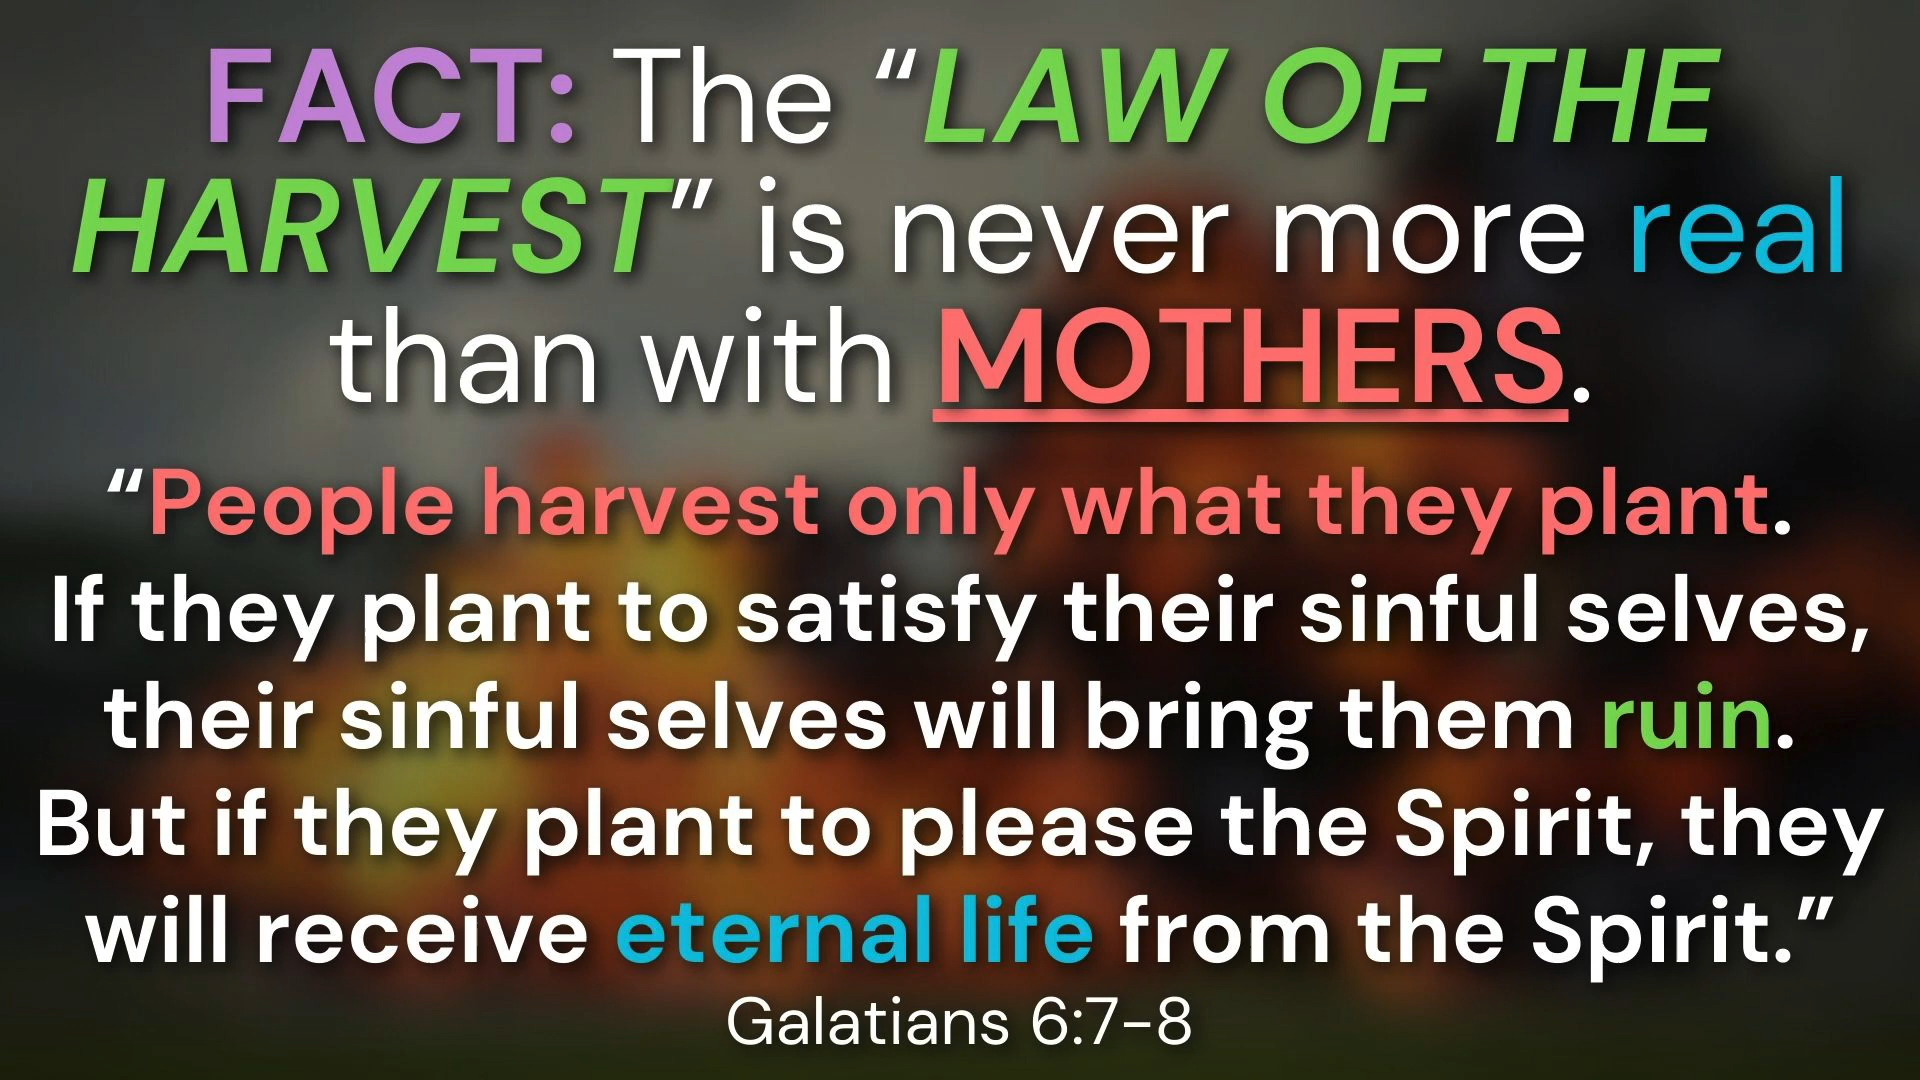 FACT: The “LAW OF THE
HARVEST” is never more real
than with MOTHERS.
“People harvest only what they plant.
If they plant to satisfy their sinful selves,
their sinful selves will bring them ruin.
But if they plant to please the Spirit, they
will receive eternal life from the Spirit.”
Galatians 6:7–8